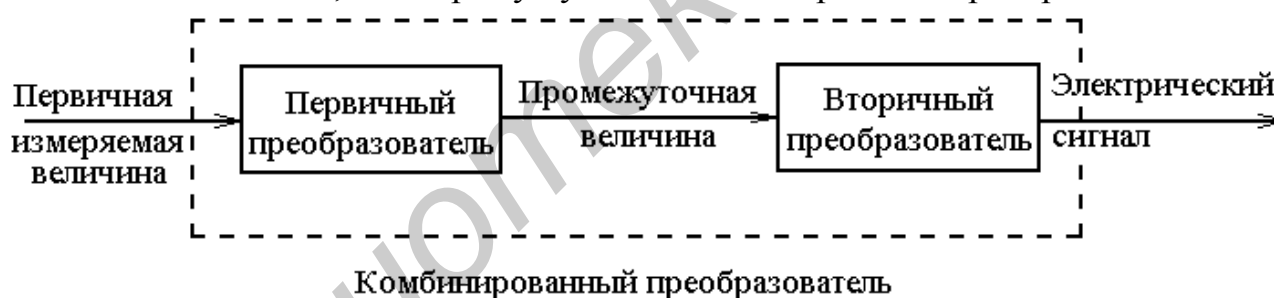 Первичная
измеряемая
величина
Первичный
преобразователь
Промежуточная
величина
Вторичный
преобразователь
Электрический
сигнал
Комбинированный преобразователь